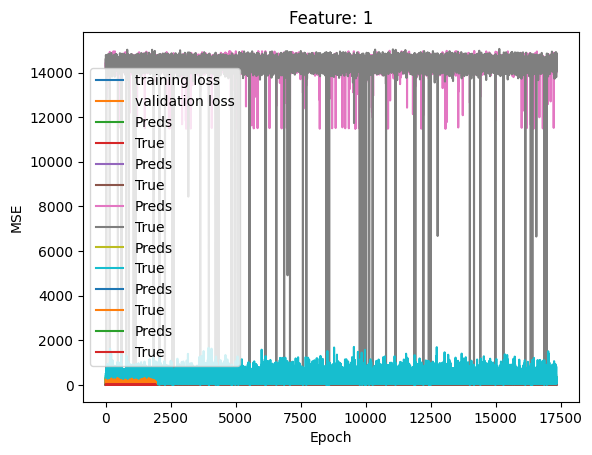 Feature: 1
MSE
14000
12000
10000
8000
6000
4000
2000
0
training loss
validation loss
Preds
True
Preds
True
Preds
True
Preds
True
Preds
True
Preds
True
0 2500 5000 7500 10000 12500 15000 17500
Epoch